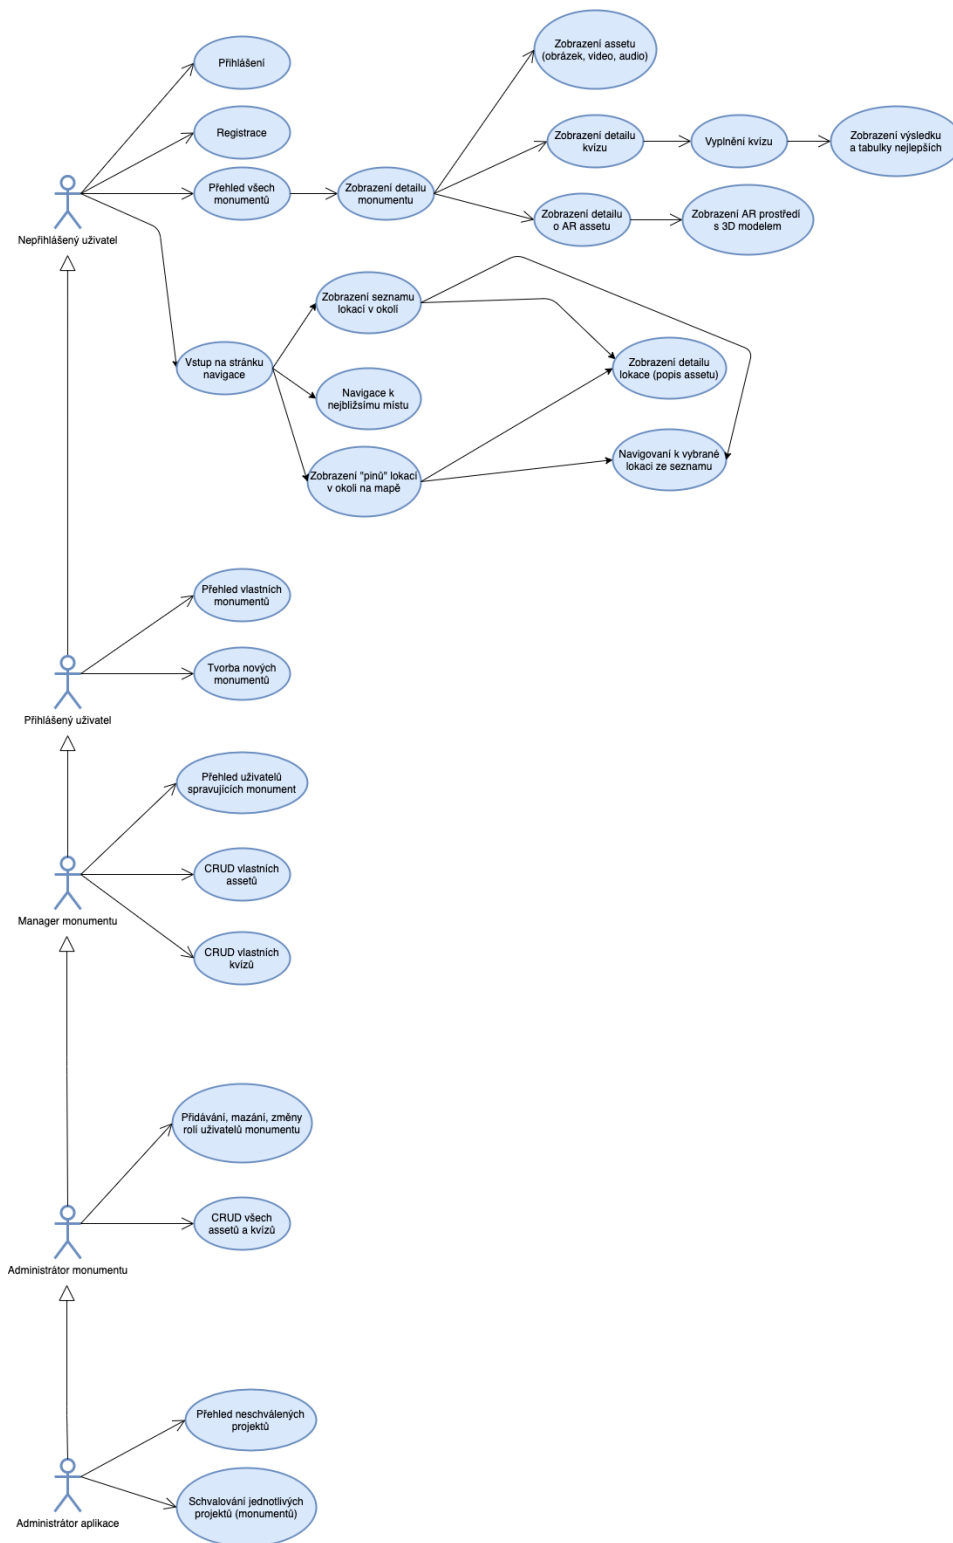 Zobrazení assetu
(obrázek, video, audio)
Přihlášení
Registrace
Zobrazení detailu
kvízu
Vyplnění kvízu
Zobrazení výsledku
a tabulky nejlepších
Přehled všech
monumentů
Zobrazení detailu
monumentu
Zobrazení detailu
o AR assetu
Zobrazení AR prostředí
s 3D modelem
Nepřihlášený uživatel
Zobrazení seznamu
lokací v okolí
Vstup na stránku
navigace
Zobrazení detailu
lokace (popis assetu)
Navigace k
nejbližsímu místu
Zobrazení "pinů" lokací
v okoli na mapě
Navigovaní k vybrané
lokaci ze seznamu
Přehled vlastních
monumentů
Tvorba nových
monumentů
Přihlášený uživatel
Přehled uživatelů
spravujících monument
CRUD vlastních
assetů
Manager monumentu
CRUD vlastních
kvízů
Přidávání, mazání, změny
rolí uživatelů monumentu
CRUD všech
assetů a kvízů
Administrátor monumentu
Přehled neschválených
projektů
Schvalování jednotlivých
projektů (monumentů)
Administrátor aplikace